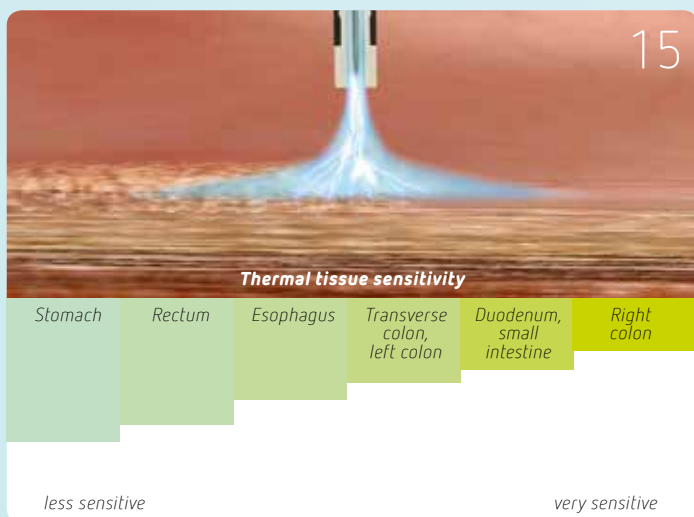 15
Thermal tissue sensitivity
Stomach
Rectum
Esophagus
Transverse
colon,
left colon
Duodenum,
small
intestine
Right
colon
less sensitive
very sensitive